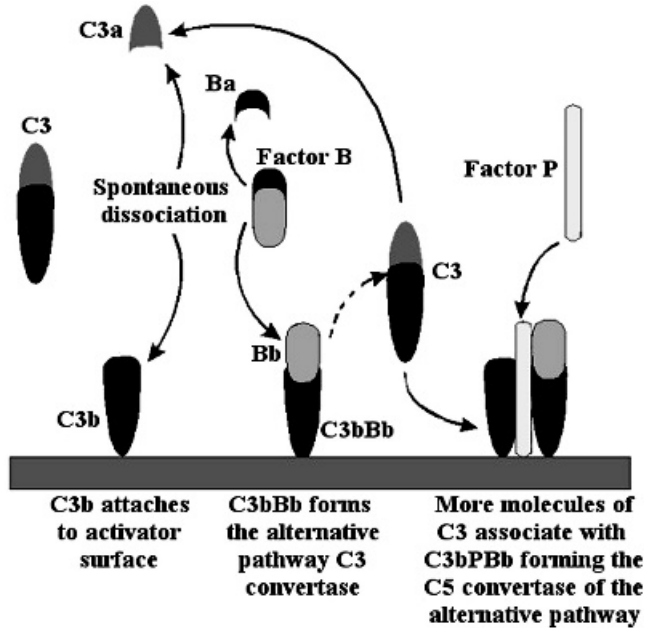 C3a
Ba
C3
Factor B
Factor P
Spontaneous
dissociation
C3
Bb
C3b
C3bBb
C3b attaches
to activator
surface
C3bBb forms
the alternative
pathway C3
convertase
More molecules of
C3 associate with
C3bPBb forming the
C5 convertase of the
alternative pathway